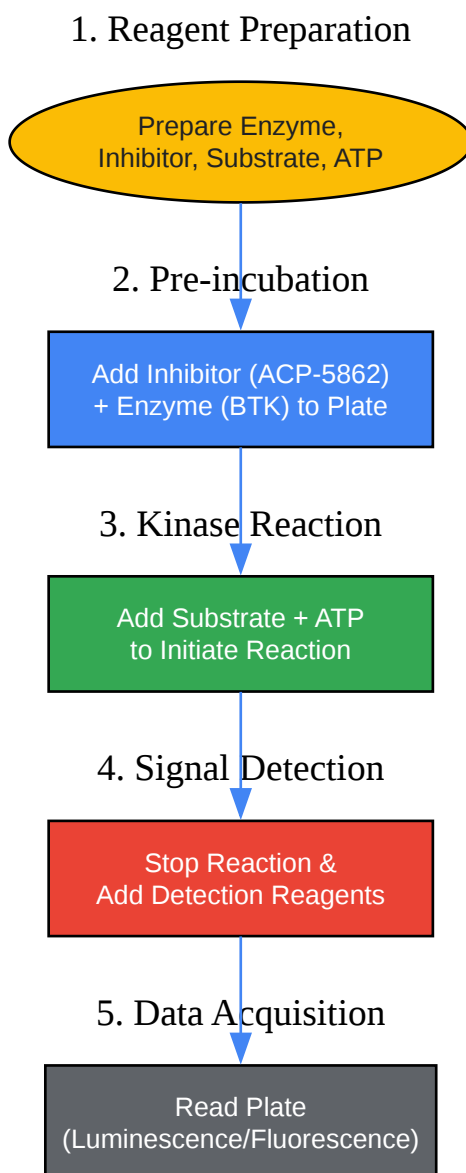 1. Reagent Preparation
Prepare Enzyme,
Inhibitor, Substrate, ATP
2. Pre-incubation
Add Inhibitor (ACP-5862)
+ Enzyme (BTK) to Plate
3. Kinase Reaction
Add Substrate + ATP
to Initiate Reaction
4. Signal Detection
Stop Reaction &
Add Detection Reagents
5. Data Acquisition
Read Plate
(Luminescence/Fluorescence)